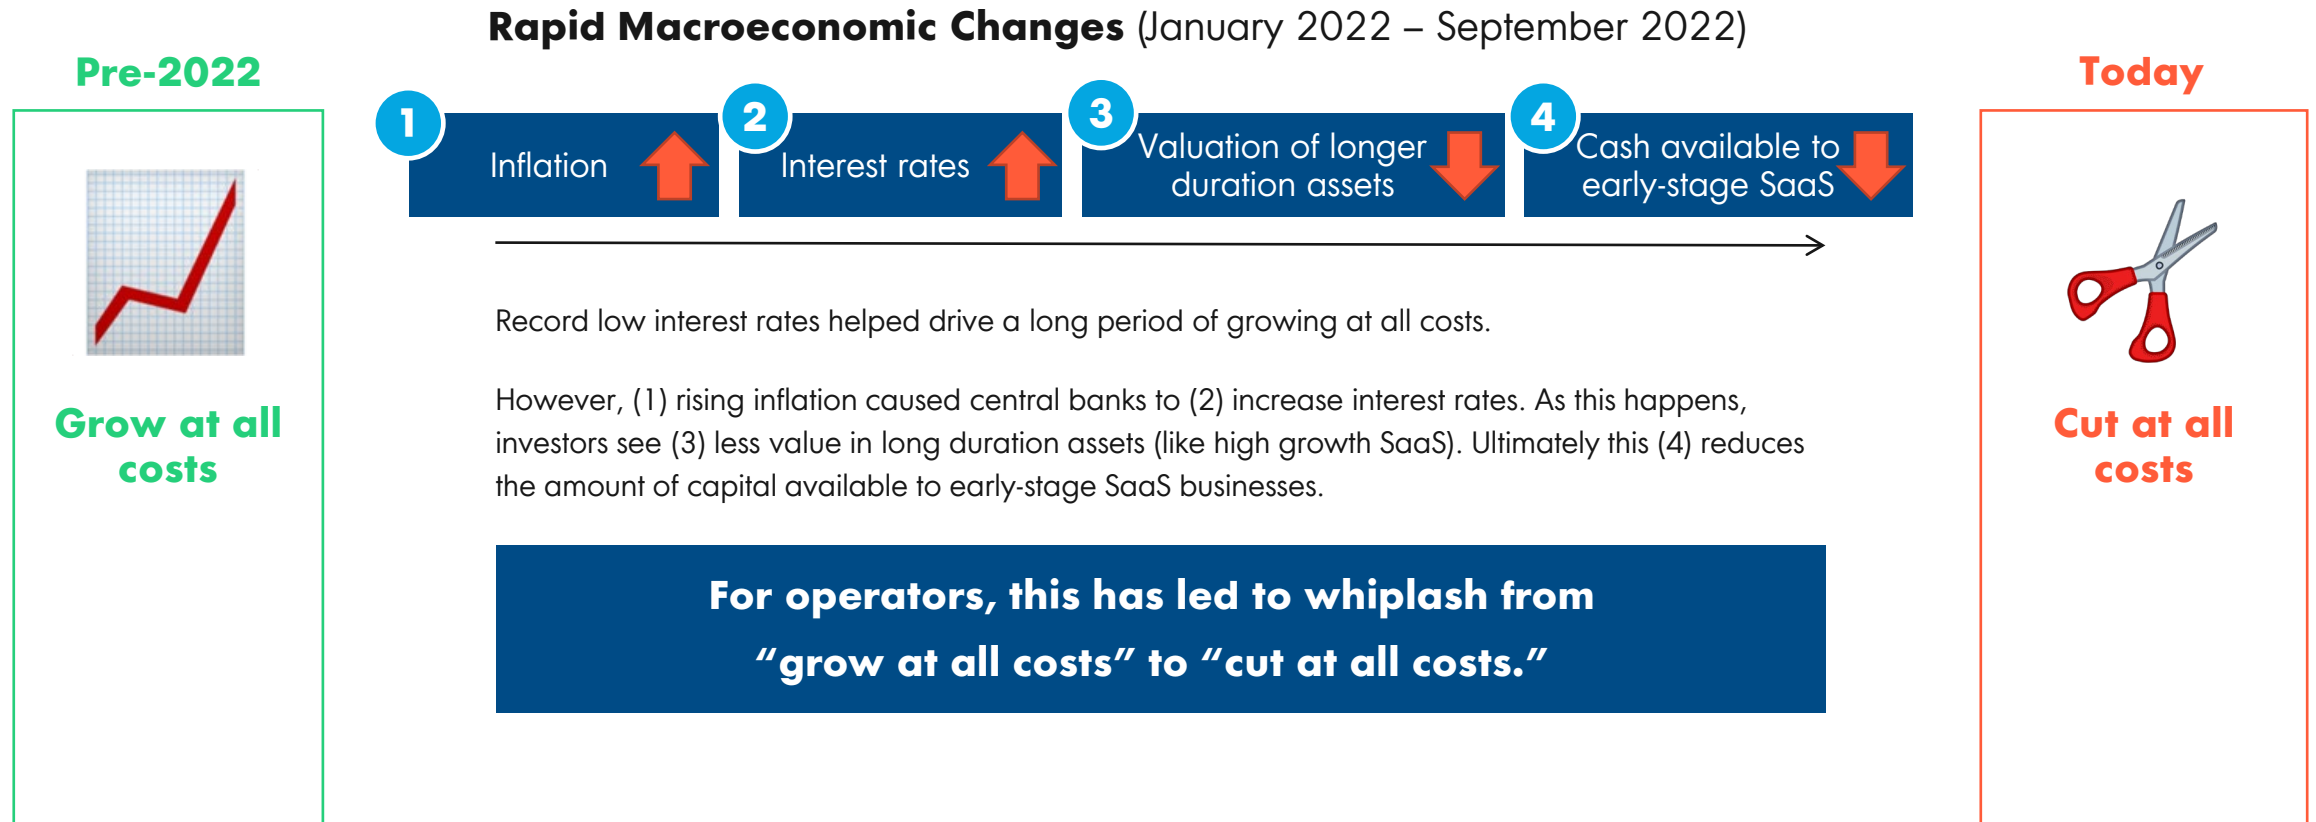 Rapid Macroeconomic Changes (January 2022 – September 2022)
Pre-2022
Grow at all
costs
1
Inflation
2
Interest rates
3
Valuation of longer
duration assets
4
Cash available to
early-stage SaaS
Record low interest rates helped drive a long period of growing at all costs.
However, (1) rising inflation caused central banks to (2) increase interest rates. As this happens,
investors see (3) less value in long duration assets (like high growth SaaS). Ultimately this (4) reduces
the amount of capital available to early-stage SaaS businesses.
For operators, this has led to whiplash from
“grow at all costs” to “cut at all costs.”
Today
Cut at all
costs